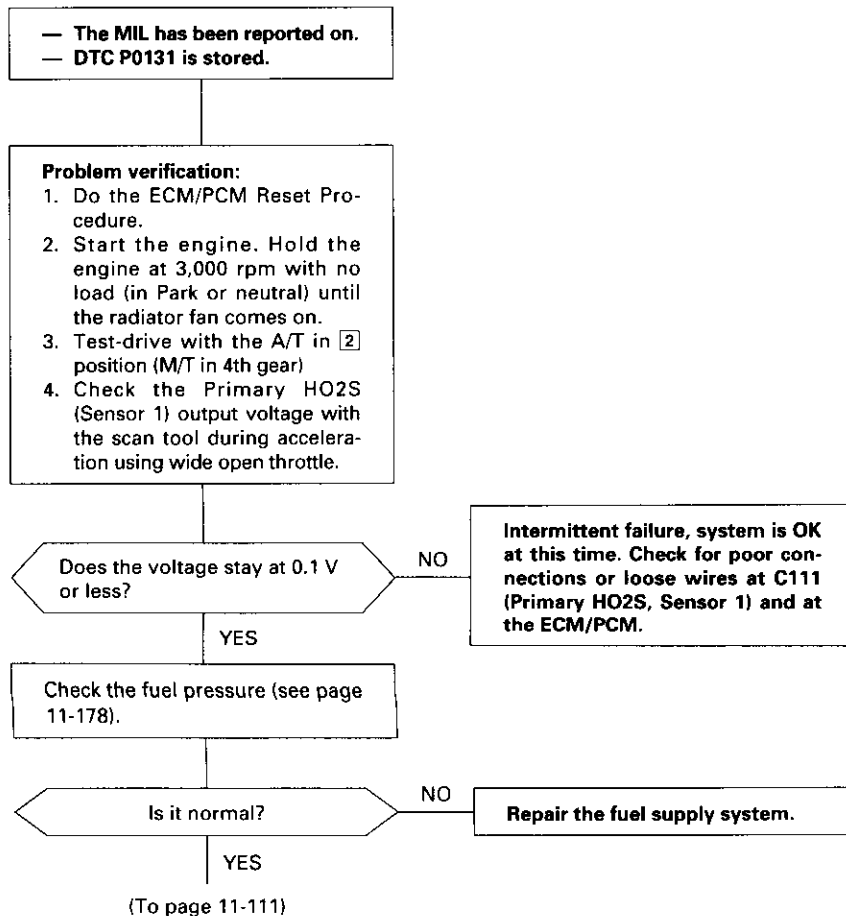 — The MIL has been reported on.
— DTC P0131 is stored.
Problem verification:
1. Do the ECM/PCM Reset Pro-
cedure.
2. Start the engine. Hold the
engine at 3,000 rpm with no
load (in Park or neutral) until
the radiator fan comes on.
3. Test-drive with the A/T in 2
position (M/T in 4th gear)
4. Check the Primary HO2S
(Sensor 1) output voltage with
the scan tool during accelera-
tion using wide open throttle.
Does the voltage stay at 0.1 V
or less?
NO
Intermittent failure, system is OK
at this time. Check for poor con-
nections or loose wires at C111
(Primary HO2S, Sensor 1) and at
the ECM/PCM.
YES
Check the fuel pressure (see page
11-178).
Is it normal?
NO
Repair the fuel supply system.
YES
(To page 11-111)